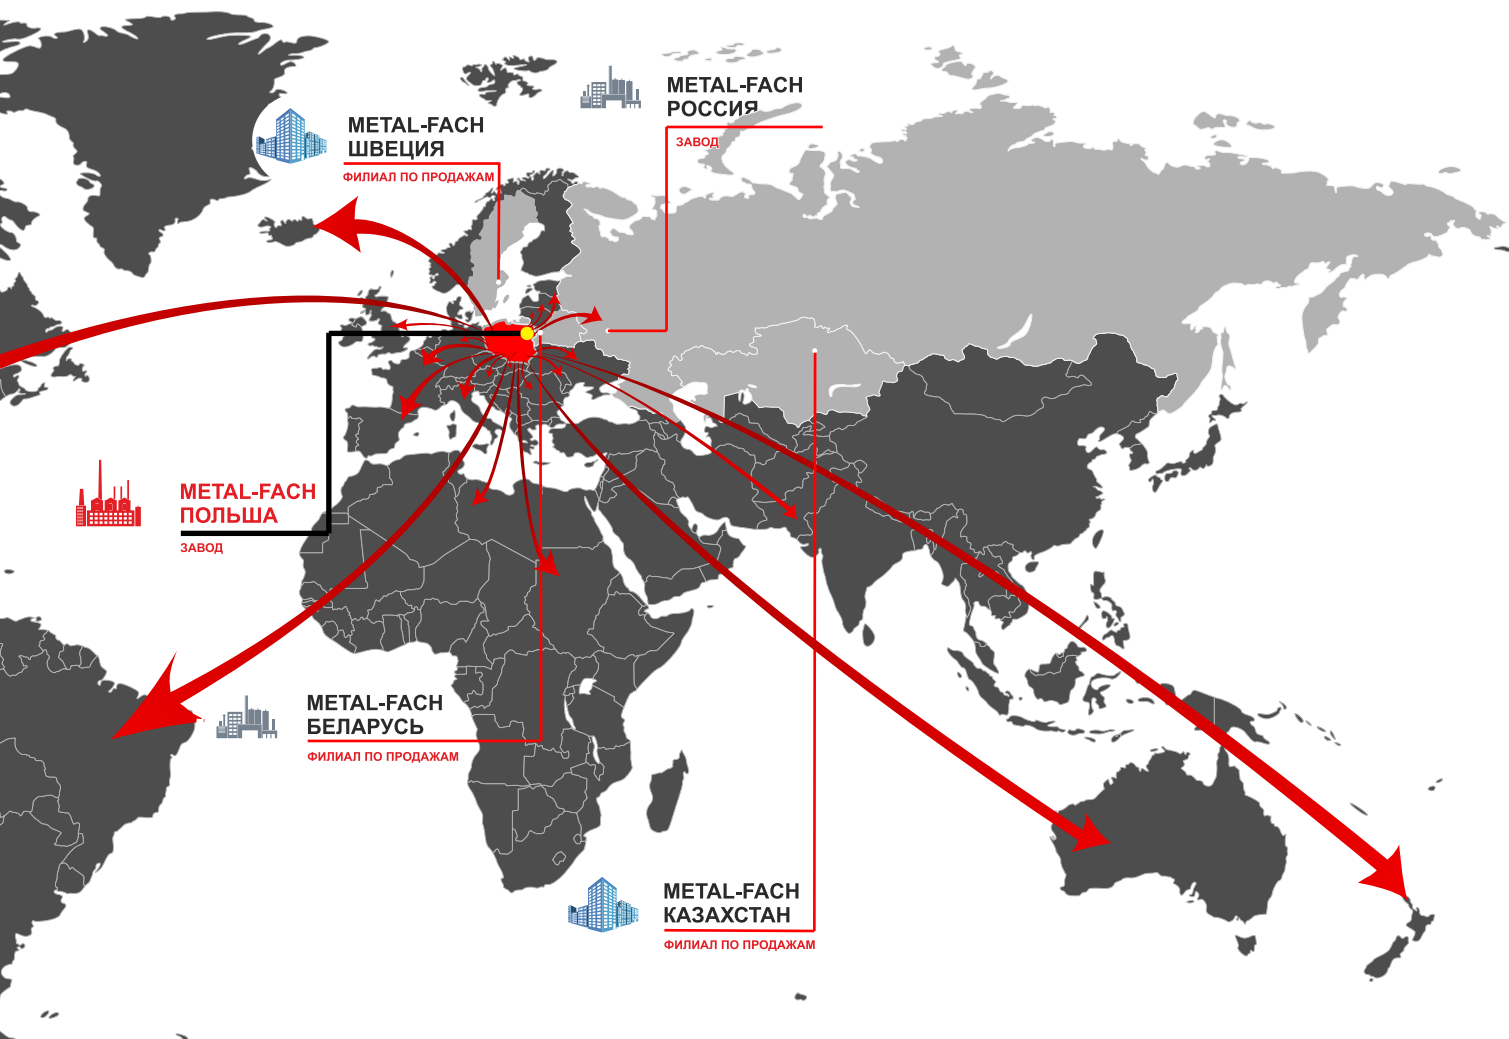 METAL-FACH
РОССИЯ
ЗАВОД
METAL-FACH
ШВЕЦИЯ
ФИЛИАЛ ПО ПРОДАЖАМ
METAL-FACH
ПОЛЬША
ЗАВОД
METAL-FACH
БЕЛАРУСЬ
ФИЛИАЛ ПО ПРОДАЖАМ
METAL-FACH
КАЗАХСТАН
ФИЛИАЛ ПО ПРОДАЖАМ